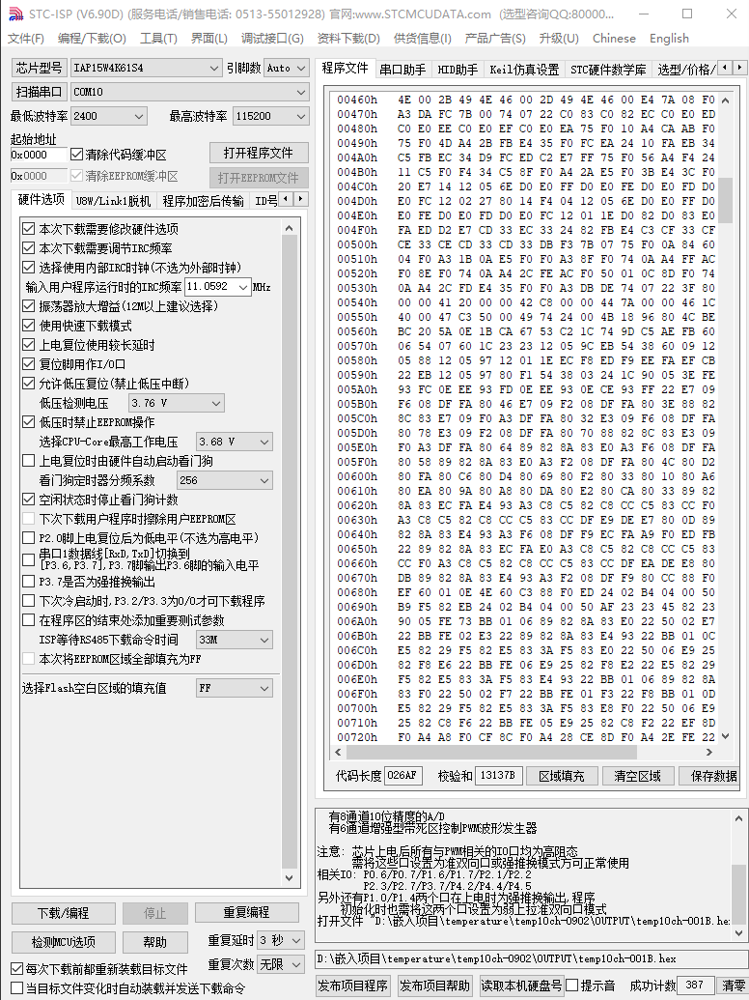 STC-ISP (V6.90D) (服务电话/销售电话: 0513-55012928) 官网:www.STCMCUDATA.com (选型咨询QQ:80000...
文件(F) 编程/下载(O) 工具(T) 界面(L) 调试接口(G) 资料下载(D) 供货信息(I) 产品广告(S) 升级(U) Chinese English
芯片型号 IAP15W4K61S4 引脚数 Auto
扫描串口 COM10
最低波特率 2400 最高波特率 115200
起始地址
0x0000 清除代码缓冲区 打开程序文件
0x0000 清除EEPROM缓冲区 打开EEPROM文件
硬件选项 U8W/Link1脱机 程序加密后传输 ID号
本次下载需要修改硬件选项
本次下载需要调节IRC频率
选择使用内部IRC时钟(不选为外部时钟)
输入用户程序运行时的IRC频率 11.0592 MHz
振荡器放大增益(12M以上建议选择)
使用快速下载模式
上电复位使用较长延时
复位脚用作I/O口
允许低压复位(禁止低压中断)
低压检测电压 3.76 V
低压时禁止EEPROM操作
选择CPU-Core最高工作电压 3.68 V
上电复位时由硬件自动启动看门狗
看门狗定时器分频系数 256
空闲状态时停止看门狗计数
下次下载用户程序时擦除用户EEPROM区
P2.0脚上电复位后为低电平(不选为高电平)
串口1数据线[RxD,TxD]切换到
[P3.6,P3.7],P3.7脚输出P3.6脚的输入电平
P3.7是否为强推挽输出
下次冷启动时,P3.2/P3.3为0/0才可下载程序
在程序区的结束处添加重要测试参数
ISP等待RS485下载命令时间 33M
本次将EEPROM区域全部填充为FF
选择Flash空白区域的填充值 FF
下载/编程 停止 重复编程
检测MCU选项 帮助 重复延时 3 秒
每次下载前都重新装载目标文件 重复次数 无限
当目标文件变化时自动装载并发送下载命令
程序文件 串口助手 HID助手 Keil仿真设置 STC硬件数学库 选型/价格/
00460h 4E 00 2B 49 4E 46 00 2D 49 4E 46 00 E4 7A 08 F0
00470h A3 DA FC 7B 00 74 07 22 C0 83 C0 82 EC C0 E0 ED
00480h C0 E0 EE C0 E0 EF C0 E0 EA 75 F0 10 A4 CA AB F0
00490h 75 F0 4D A4 2B FB E4 35 F0 FC EA 24 10 FA EB 34
004A0h C5 FB EC 34 D9 FC ED C2 E7 FF 75 F0 56 A4 F4 24
004B0h 11 C5 F0 F4 34 C5 8F F0 A4 2A E5 F0 3B E4 3C F0
004C0h 20 E7 14 12 05 6E D0 E0 FF D0 E0 FE D0 E0 FD D0
004D0h E0 FC 12 02 27 80 14 F4 04 12 05 6E D0 E0 FF D0
004E0h E0 FE D0 E0 FD D0 E0 FC 12 01 1E D0 82 D0 83 E0
004F0h FA ED D2 E7 CD 33 EC 33 24 82 FB E4 C3 CF 33 CF
00500h CE 33 CE CD 33 CD 33 DB F3 7B 07 75 F0 0A 84 60
00510h 04 F0 A3 1B 0A E5 F0 F0 A3 8F F0 74 0A A4 FF AC
00520h F0 8E F0 74 0A A4 2C FE AC F0 50 01 0C 8D F0 74
00530h 0A A4 2C FD E4 35 F0 F0 A3 DB DE 74 07 22 3F 80
00540h 00 00 41 20 00 00 42 C8 00 00 44 7A 00 00 46 1C
00550h 40 00 47 C3 50 00 49 74 24 00 4B 18 96 80 4C BE
00560h BC 20 5A 0E 1B CA 67 53 C2 1C 74 9D C5 AE FB 60
00570h 06 54 07 60 1C 23 23 12 05 9C EB 54 38 60 09 12
00580h 05 88 12 05 97 12 01 1E EC F8 ED F9 EE FA EF CB
00590h 22 EB 12 05 97 80 F1 54 38 03 24 1C 90 05 3E FE
005A0h 93 FC 0E EE 93 FD 0E EE 93 0E CE 93 FF 22 E7 09
005B0h F6 08 DF FA 80 46 E7 09 F2 08 DF FA 80 3E 88 82
005C0h 8C 83 E7 09 F0 A3 DF FA 80 32 E3 09 F6 08 DF FA
005D0h 80 78 E3 09 F2 08 DF FA 80 70 88 82 8C 83 E3 09
005E0h F0 A3 DF FA 80 64 89 82 8A 83 E0 A3 F6 08 DF FA
005F0h 80 58 89 82 8A 83 E0 A3 F2 08 DF FA 80 4C 80 D2
00600h 80 FA 80 C6 80 D4 80 69 80 F2 80 33 80 10 80 A6
00610h 80 EA 80 9A 80 A8 80 DA 80 E2 80 CA 80 33 89 82
00620h 8A 83 EC FA E4 93 A3 C8 C5 82 C8 CC C5 83 CC F0
00630h A3 C8 C5 82 C8 CC C5 83 CC DF E9 DE E7 80 0D 89
00640h 82 8A 83 E4 93 A3 F6 08 DF F9 EC FA A9 F0 ED FB
00650h 22 89 82 8A 83 EC FA E0 A3 C8 C5 82 C8 CC C5 83
00660h CC F0 A3 C8 C5 82 C8 CC C5 83 CC DF EA DE E8 80
00670h DB 89 82 8A 83 E4 93 A3 F2 08 DF F9 80 CC 88 F0
00680h EF 60 01 0E 4E 60 C3 88 F0 ED 24 02 B4 04 00 50
00690h B9 F5 82 EB 24 02 B4 04 00 50 AF 23 23 45 82 23
006A0h 90 05 FE 73 BB 01 06 89 82 8A 83 E0 22 50 02 E7
006B0h 22 BB FE 02 E3 22 89 82 8A 83 E4 93 22 BB 01 0C
006C0h E5 82 29 F5 82 E5 83 3A F5 83 E0 22 50 06 E9 25
006D0h 82 F8 E6 22 BB FE 06 E9 25 82 F8 E2 22 E5 82 29
006E0h F5 82 E5 83 3A F5 83 E4 93 22 BB 01 06 89 82 8A
006F0h 83 F0 22 50 02 F7 22 BB FE 01 F3 22 F8 BB 01 0D
00700h E5 82 29 F5 82 E5 83 3A F5 83 E8 F0 22 50 06 E9
00710h 25 82 C8 F6 22 BB FE 05 E9 25 82 C8 F2 22 EF 8D
00720h F0 A4 A8 F0 CF 8C F0 A4 28 CE 8D F0 A4 2E FE 22
代码长度 026AF 校验和 13137B 区域填充 清空区域 保存数据
有8通道10位精度的A/D
有6通道增强型带死区控制PWM波形发生器
注意: 芯片上电后所有与PWM相关的IO口均为高阻态
需将这些口设置为准双向口或强推挽模式方可正常使用
相关IO: P0.6/P0.7/P1.6/P1.7/P2.1/P2.2
P2.3/P2.7/P3.7/P4.2/P4.4/P4.5
另外还有P1.0/P1.4两个口在上电时为强推挽输出,程序
初始化时也需将这两个口设置为弱上拉准双向口模式
打开文件 "D:\嵌入项目\temperature\temp10ch-0902\OUTPUT\temp10ch-001B.hex
D:\嵌入项目\temperature\temp10ch-0902\OUTPUT\temp10ch-001B.hex
发布项目程序 发布项目帮助 读取本机硬盘号 提示音 成功计数 387 清零